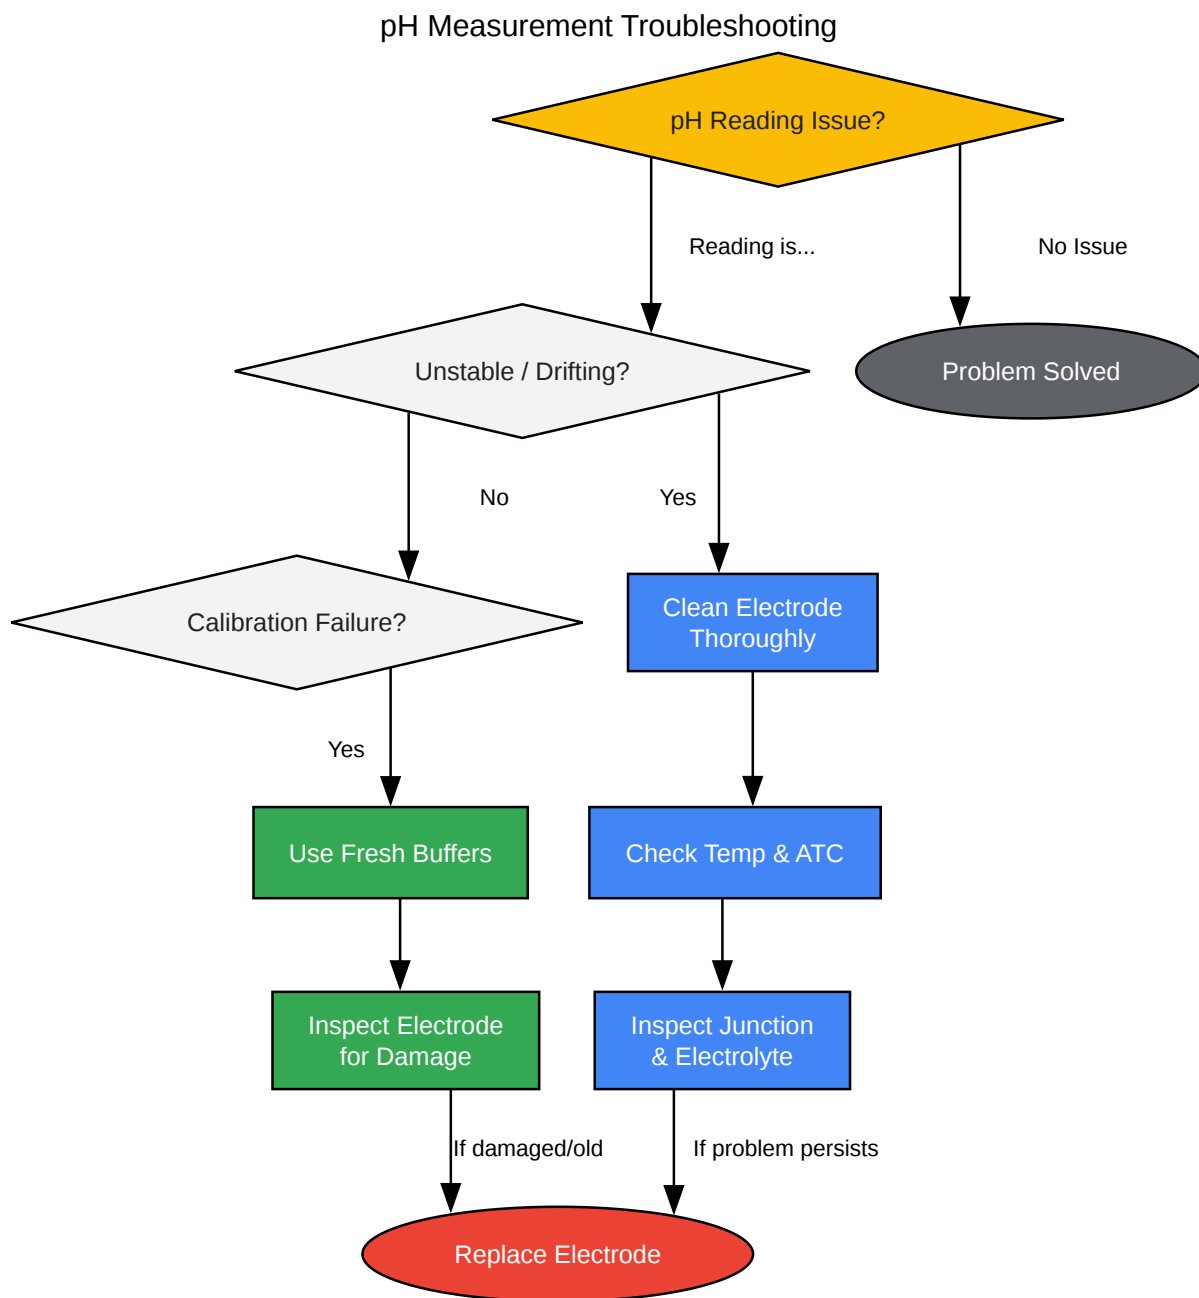 pH Measurement Troubleshooting
pH Reading Issue?
Reading is...
No Issue
Unstable / Drifting?
Problem Solved
No
Yes
Calibration Failure?
Clean Electrode
Thoroughly
Yes
Use Fresh Buffers
Check Temp & ATC
Inspect Electrode
for Damage
Inspect Junction
& Electrolyte
If damaged/old
If problem persists
Replace Electrode